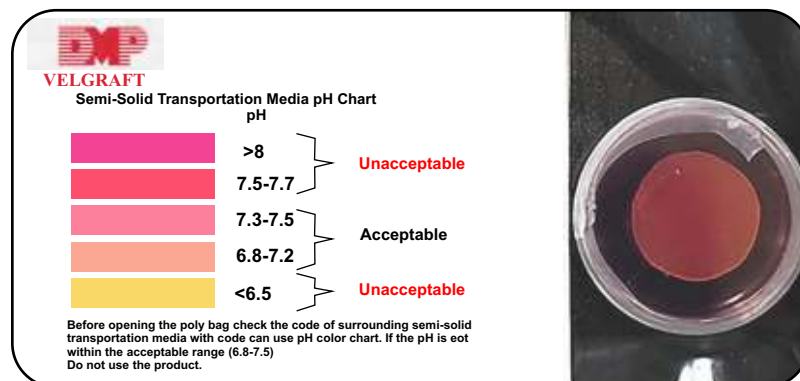 DMP
VELGRAFT
Semi-Solid Transportation Media pH Chart
pH
>8
Unacceptable
7.5-7.7
7.3-7.5
Acceptable
6.8-7.2
<6.5
Unacceptable
Before opening the poly bag check the code of surrounding semi-solid
transportation media with code can use pH color chart. If the pH is eot
within the acceptable range (6.8-7.5)
Do not use the product.